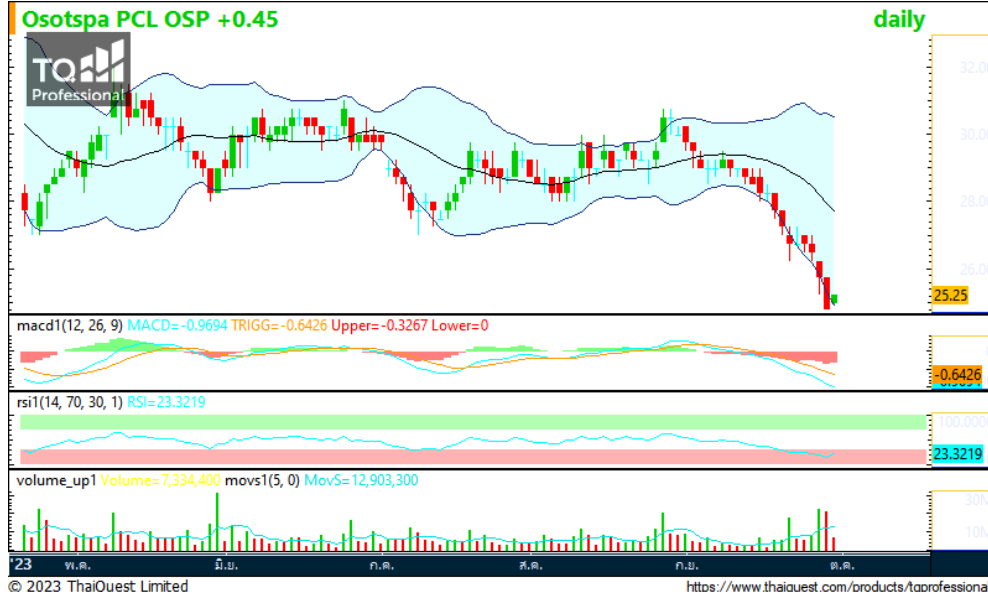 Osotspa PCL OSP +0.45 daily
TQ
Professional
32.00
30.00
28.00
26.00
25.25
macd1(12, 26, 9) MACD=-0.9694 TRIGG=-0.6426 Upper=-0.3267 Lower=0
-0.6426
rsi1(14, 70, 30, 1) RSI=23.3219
100.0000
23.3219
volume_up1 Volume=7,334,400 movs1(5, 0) MovS=12,903,300
30M
10M
'23 พ.ค. มิ.ย. ก.ค. ส.ค. ก.ย. ต.ค.
© 2023 ThaiQuest Limited https://www.thaiquest.com/products/tqprofessional